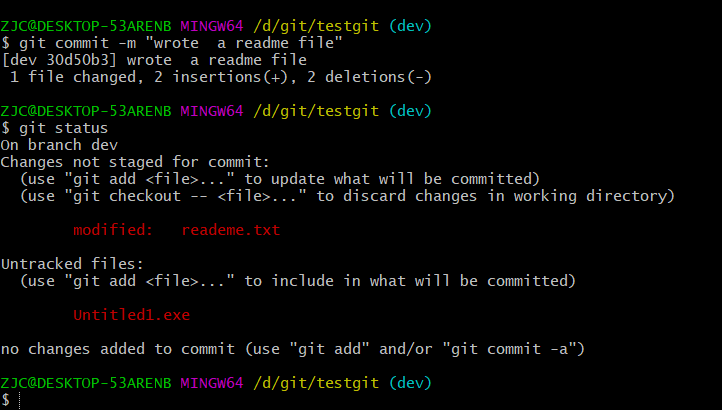 ZJC@DESKTOP-53ARENB MINGW64 /d/git/testgit (dev)
$ git commit -m "wrote  a readme file"
[dev 30d50b3] wrote  a readme file
 1 file changed, 2 insertions(+), 2 deletions(-)

ZJC@DESKTOP-53ARENB MINGW64 /d/git/testgit (dev)
$ git status
On branch dev
Changes not staged for commit:
  (use "git add <file>..." to update what will be committed)
  (use "git checkout -- <file>..." to discard changes in working directory)

        modified:   reademe.txt

Untracked files:
  (use "git add <file>..." to include in what will be committed)

        Untitled1.exe

no changes added to commit (use "git add" and/or "git commit -a")

ZJC@DESKTOP-53ARENB MINGW64 /d/git/testgit (dev)
$